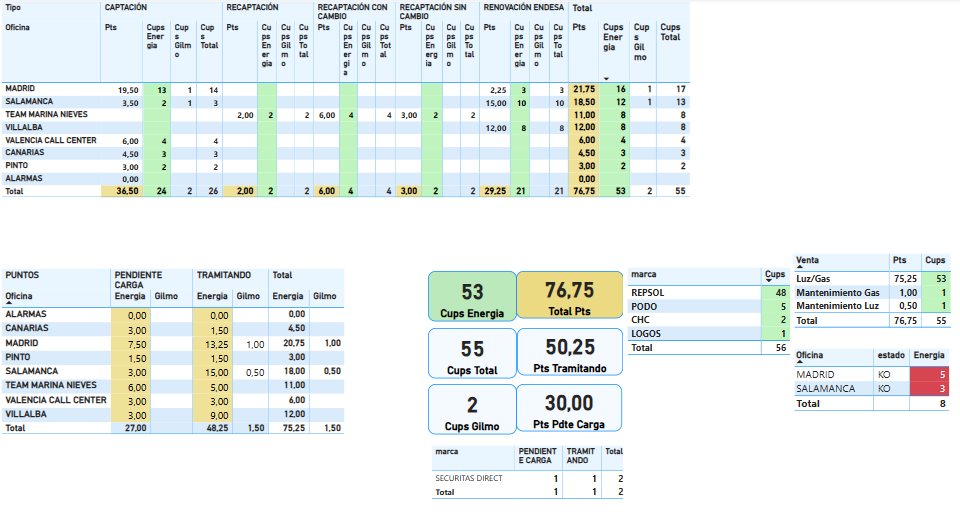 Tipo CAPTACIÓN RECAPTACIÓN RECAPTACIÓN CON CAMBIO RECAPTACIÓN SIN CAMBIO RENOVACIÓN ENDESA Total
Oficina Pts Cups Energia Cups Gilmo Cups Total Pts Cups Energia Cups Gilmo Cups Total Pts Cups Energia Cups Gilmo Cups Total Pts Cups Energia Cups Gilmo Cups Total Pts Cups Energia Cups Gilmo Cups Total Pts Cups Energia Cups Gilmo Cups Total
MADRID 19,50 13 1 14 2,25 3 3 21,75 16 1 17
SALAMANCA 3,50 2 1 3 15,00 10 10 18,50 12 1 13
TEAM MARINA NIEVES 2,00 2 2 6,00 4 4 3,00 2 2 11,00 8 8
VILLALBA 12,00 8 8 12,00 8 8
VALENCIA CALL CENTER 6,00 4 4 6,00 4 4
CANARIAS 4,50 3 3 4,50 3 3
PINTO 3,00 2 2 3,00 2 2
ALARMAS 0,00 0,00
Total 36,50 24 2 26 2,00 2 2 6,00 4 4 3,00 2 2 29,25 21 21 76,75 53 2 55
PUNTOS PENDIENTE CARGA TRAMITANDO Total
Oficina Energia Gilmo Energia Gilmo Energia Gilmo
ALARMAS 0,00 0,00 0,00
CANARIAS 3,00 1,50 4,50
MADRID 7,50 13,25 1,00 20,75 1,00
PINTO 1,50 1,50 3,00
SALAMANCA 3,00 15,00 0,50 18,00 0,50
TEAM MARINA NIEVES 6,00 5,00 11,00
VALENCIA CALL CENTER 3,00 3,00 6,00
VILLALBA 3,00 9,00 12,00
Total 27,00 48,25 1,50 75,25 1,50
53
Cups Energia
76,75
Total Pts
55
Cups Total
50,25
Pts Tramitando
2
Cups Gilmo
30,00
Pts Pdte Carga
marca PENDIENTE CARGA TRAMITANDO Total
SECURITAS DIRECT 1 1 2
Total 1 1 2
marca Cups
REPSOL 48
PODO 5
CHC 2
LOGOS 1
Total 56
Venta Pts Cups
Luz/Gas 75,25 53
Mantenimiento Gas 1,00 1
Mantenimiento Luz 0,50 1
Total 76,75 55
Oficina estado Energia
MADRID KO 5
SALAMANCA KO 3
Total 8